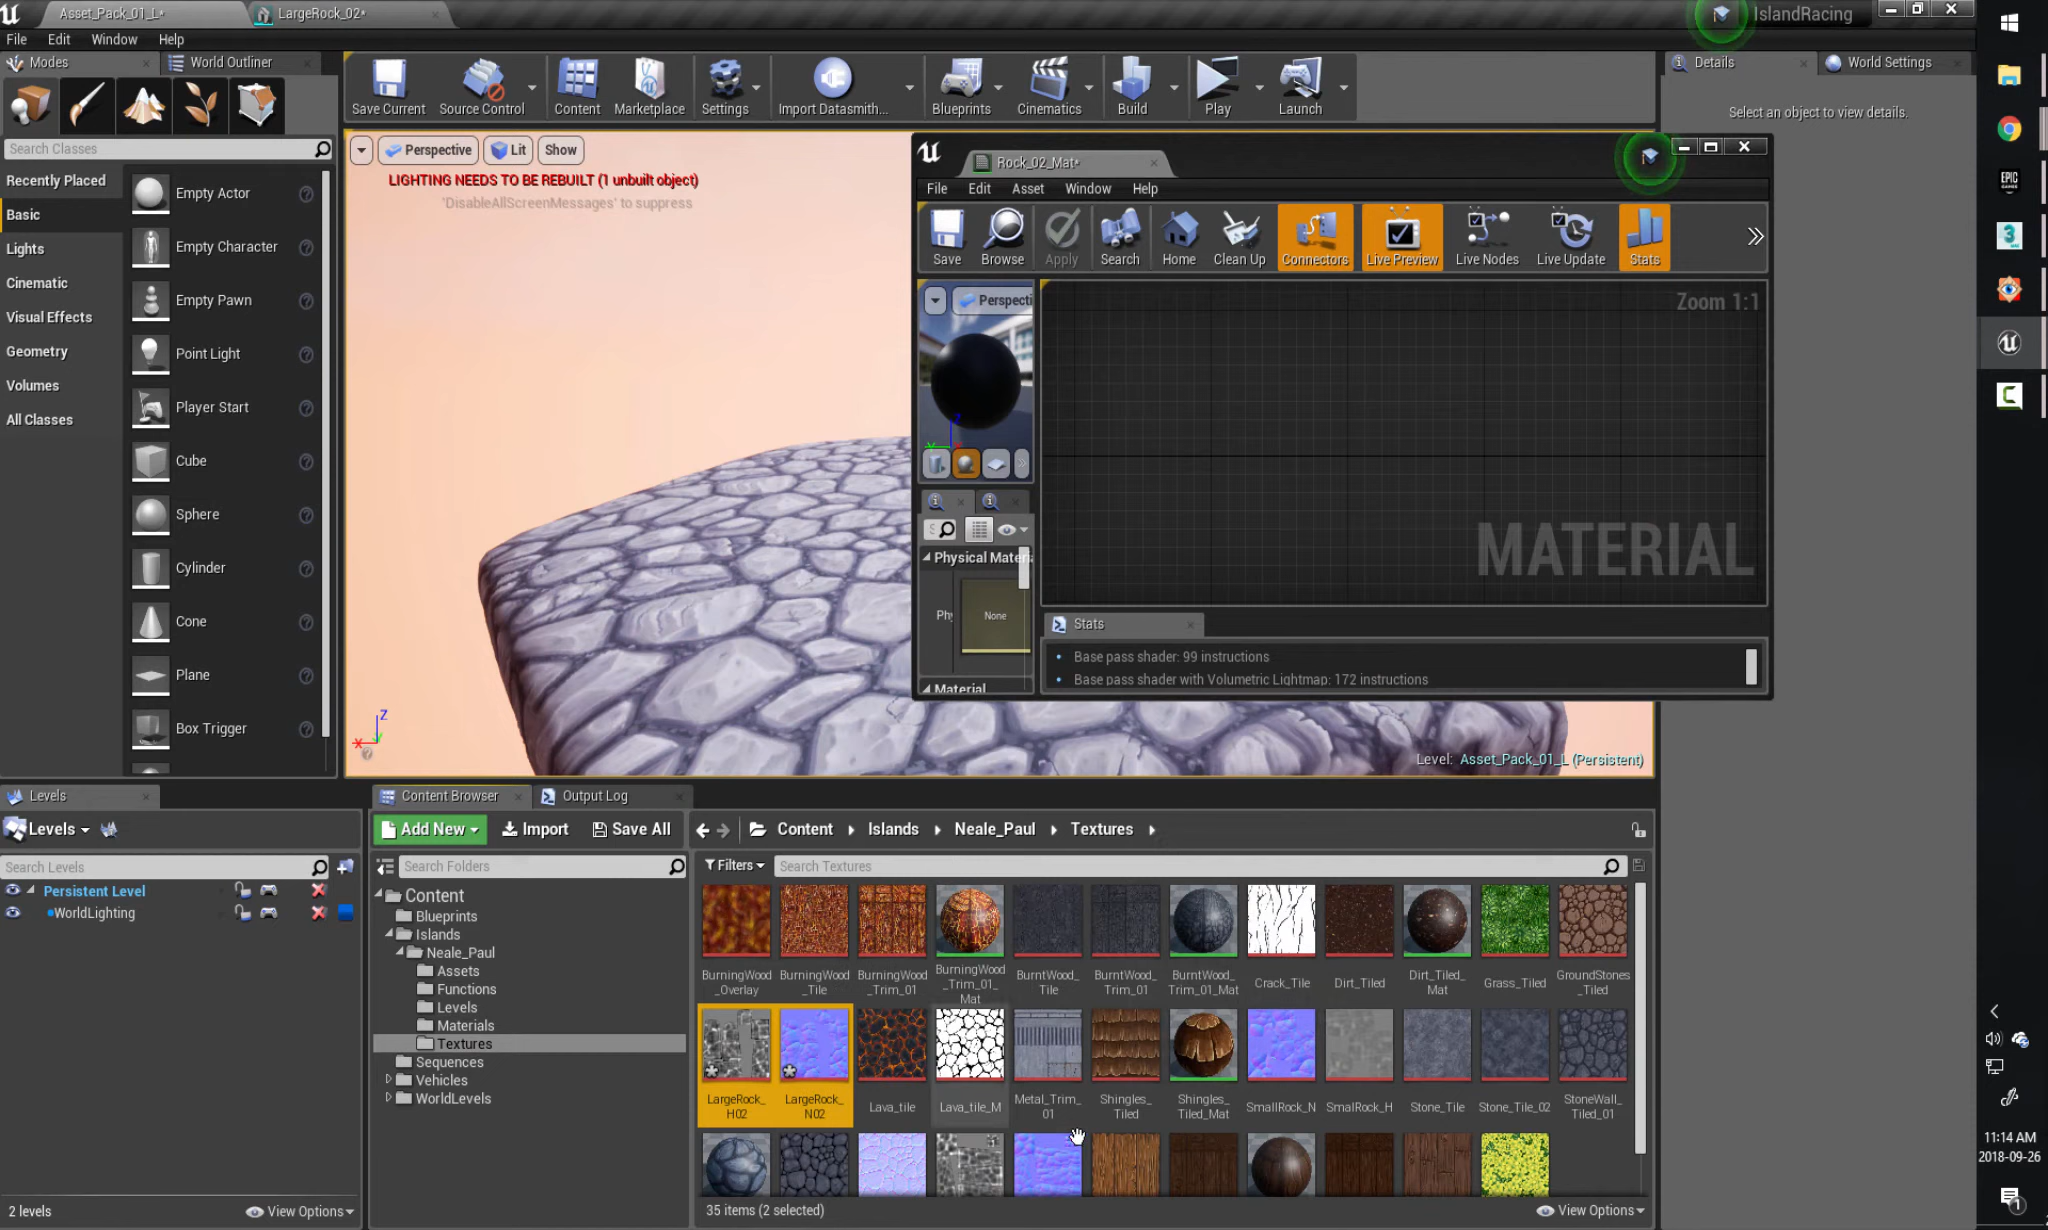 Asset_Pack_01_L*
LargeRock_02*
IslandRacing
File Edit Window Help
Modes
World Outliner
Save Current
Source Control
Content
Marketplace
Settings
Import Datasmith...
Blueprints
Cinematics
Build
Play
Launch
Details
World Settings
Select an object to view details.
Search Classes
Recently Placed
Basic
Lights
Cinematic
Visual Effects
Geometry
Volumes
All Classes
Empty Actor
Empty Character
Empty Pawn
Point Light
Player Start
Cube
Sphere
Cylinder
Cone
Plane
Box Trigger
Perspective
Lit
Show
LIGHTING NEEDS TO BE REBUILT (1 unbuilt object)
'DisableAllScreenMessages' to suppress
Level: Asset_Pack_01_L (Persistent)
Rock_02_Mat*
File Edit Asset Window Help
Save
Browse
Apply
Search
Home
Clean Up
Connectors
Live Preview
Live Nodes
Live Update
Stats
Perspecti
Zoom 1:1
MATERIAL
Physical Materi
Phy
None
Material
Stats
Base pass shader: 99 instructions
Base pass shader with Volumetric Lightmap: 172 instructions
EPIC
GAMES
Levels
Levels
Search Levels
Persistent Level
WorldLighting
2 levels
View Options
Content Browser
Output Log
Add New
Import
Save All
Content
Islands
Neale_Paul
Textures
Search Folders
Filters
Search Textures
Content
Blueprints
Islands
Neale_Paul
Assets
Functions
Levels
Materials
Textures
Sequences
Vehicles
WorldLevels
BurningWood
_Overlay
BurningWood
_Tile
BurningWood
_Trim_01
BurningWood
_Trim_01_
Mat
BurntWood_
Tile
BurntWood_
Trim_01
BurntWood_
Trim_01_Mat
Crack_Tile
Dirt_Tiled
Dirt_Tiled_
Mat
Grass_Tiled
GroundStones
_Tiled
LargeRock_
H02
LargeRock_
N02
Lava_tile
Lava_tile_M
Metal_Trim_
01
Shingles_
Tiled
Shingles_
Tiled_Mat
SmallRock_N
SmalRock_H
Stone_Tile
Stone_Tile_02
StoneWall_
Tiled_01
35 items (2 selected)
View Options
11:14 AM
2018-09-26
1